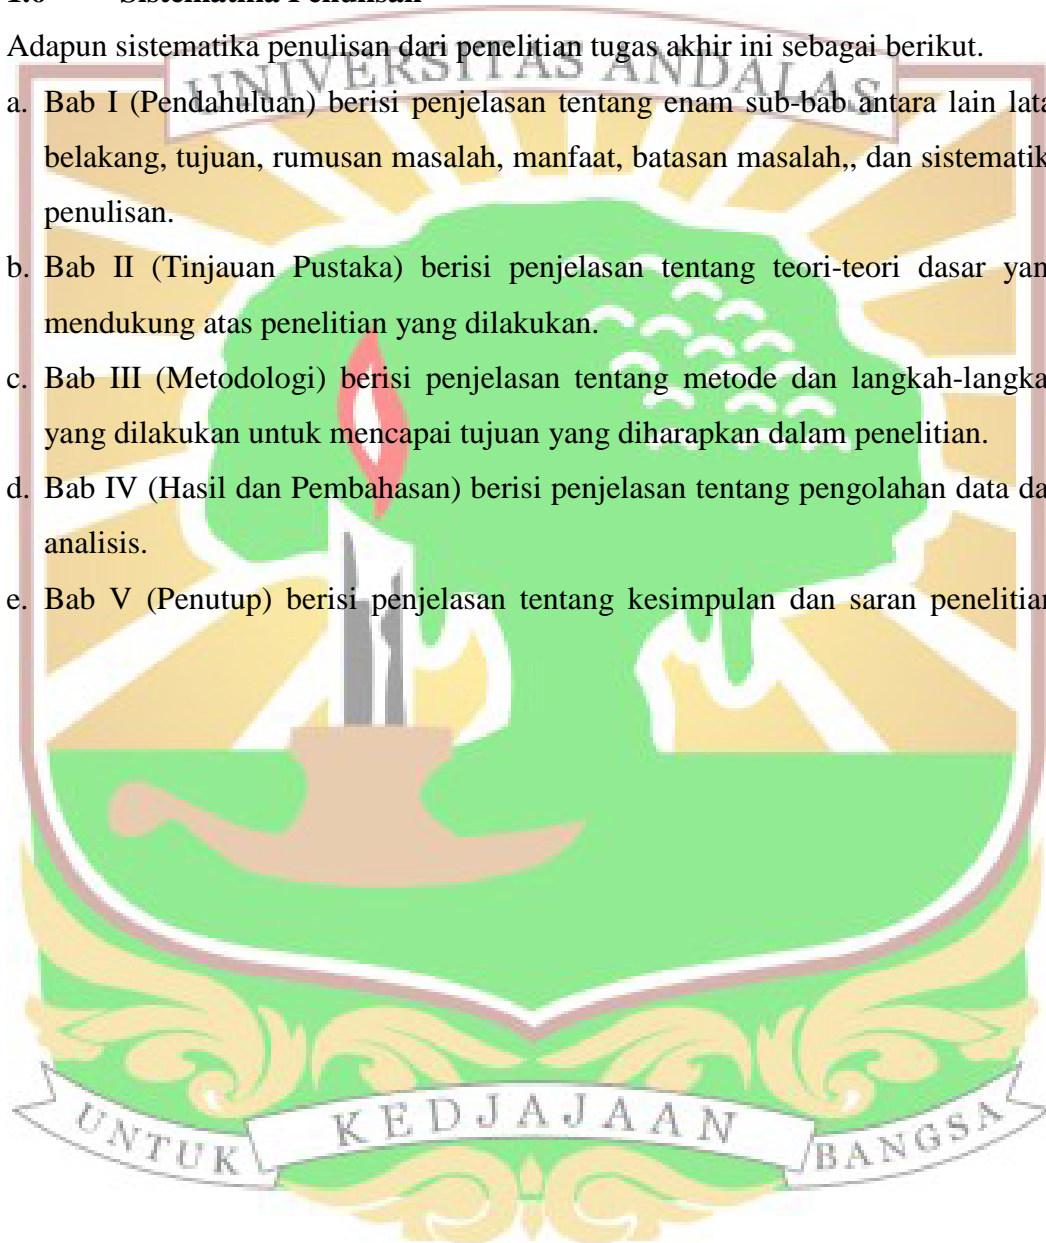 1.6 Sistematika Penulisan
Adapun sistematika penulisan dari penelitian tugas akhir ini sebagai berikut.
UNIVERSITAS ANDALAS
a. Bab I (Pendahuluan) berisi penjelasan tentang enam sub-bab antara lain lata
belakang, tujuan, rumusan masalah, manfaat, batasan masalah,, dan sistematik
penulisan.
b. Bab II (Tinjauan Pustaka) berisi penjelasan tentang teori-teori dasar yan
mendukung atas penelitian yang dilakukan.
c. Bab III (Metodologi) berisi penjelasan tentang metode dan langkah-langka
yang dilakukan untuk mencapai tujuan yang diharapkan dalam penelitian.
d. Bab IV (Hasil dan Pembahasan) berisi penjelasan tentang pengolahan data da
analisis.
e. Bab V (Penutup) berisi penjelasan tentang kesimpulan dan saran penelitian
UNTUK KEDJAJAAN BANGSA